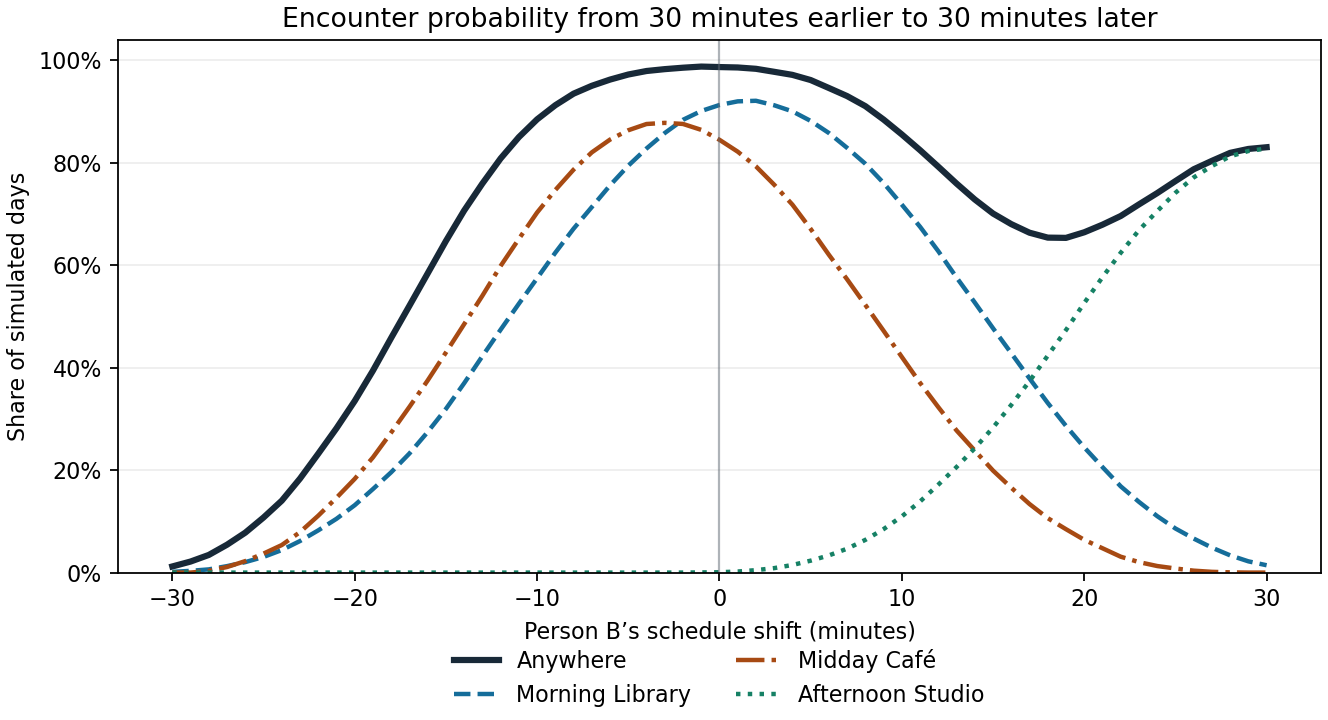 Encounter probability from 30 minutes earlier to 30 minutes later
100%
80%
60%
40%
20%
0%
Share of simulated days
−30 −20 −10 0 10 20 30
Person B’s schedule shift (minutes)
Anywhere Midday Café
Morning Library Afternoon Studio